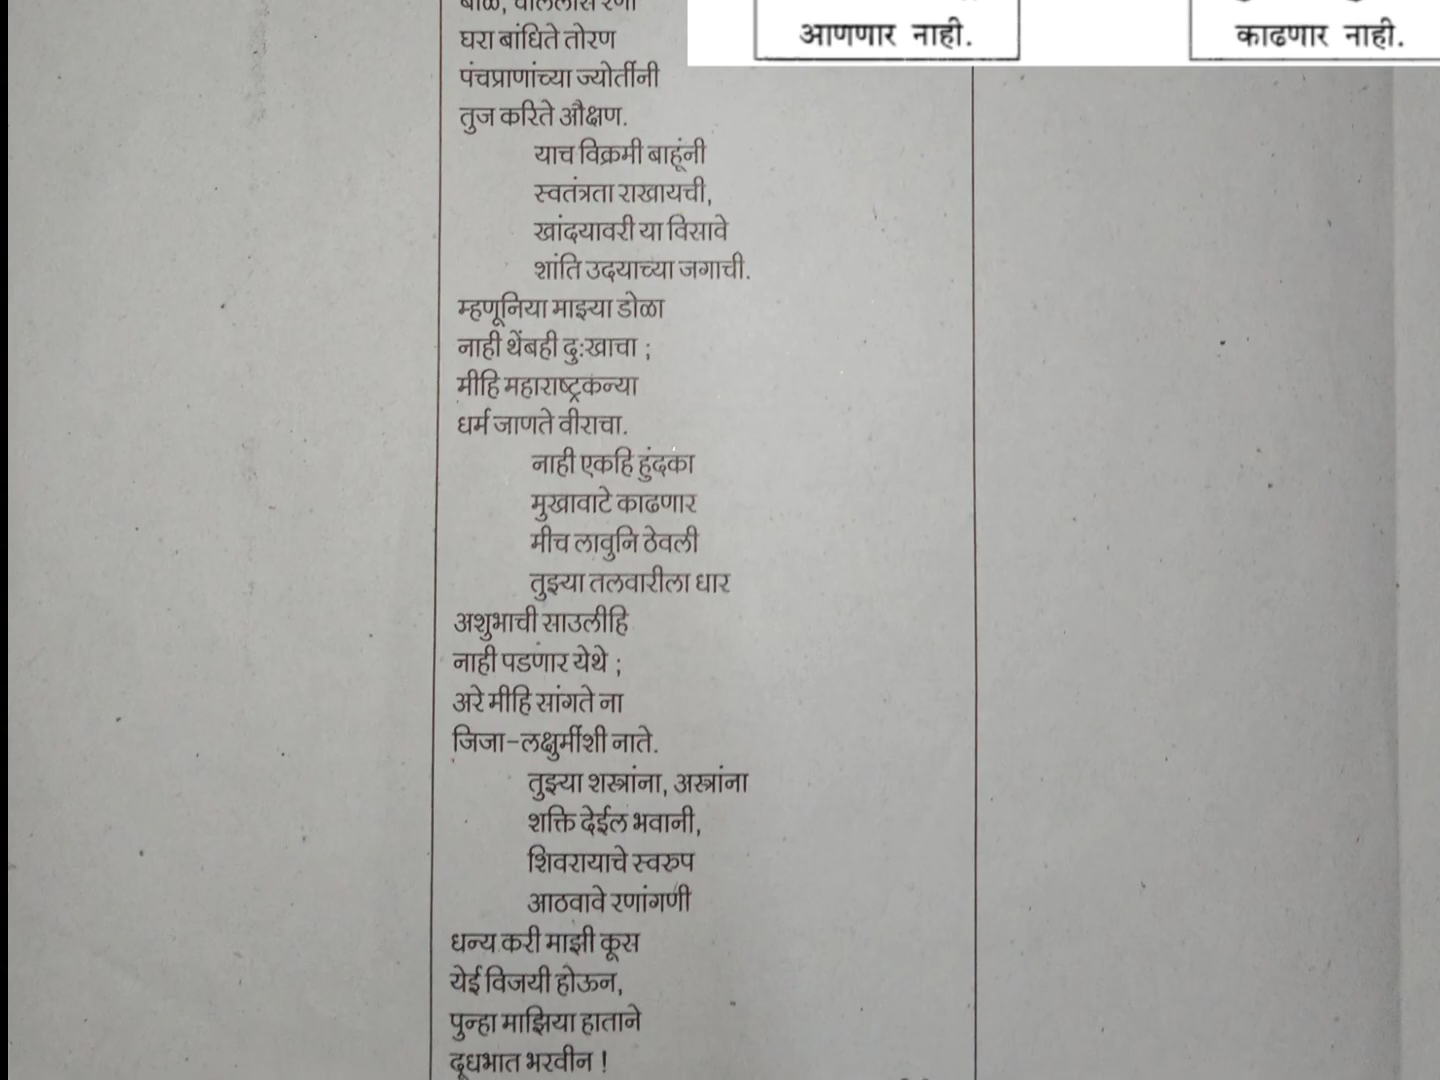 आणणार नाही.
काढणार नाही.
घरा बांधिते तोरण
पंचप्राणांच्या ज्योतींनी
तुज करिते औक्षण.
याच विक्रमी बाहूंनी
स्वतंत्रता राखायची,
खांदयावरी या विसावे
शांति उदयाच्या जगाची.
म्हणूनिया माझ्या डोळा
नाही थेंबही दुःखाचा ;
मीहि महाराष्ट्रकन्या
धर्म जाणते वीराचा.
नाही एकहि हुंदका
मुखावाटे काढणार
मीच लावुनि ठेवली
तुझ्या तलवारीला धार
अशुभाची साउलीहि
नाही पडणार येथे ;
अरे मीहि सांगते ना
जिजा-लक्षुमींशी नाते.
तुझ्या शस्त्रांना, अस्त्रांना
शक्ति देईल भवानी,
शिवरायाचे स्वरुप
आठवावे रणांगणी
धन्य करी माझी कूस
येई विजयी होऊन,
पुन्हा माझिया हाताने
दूधभात भरवीन !